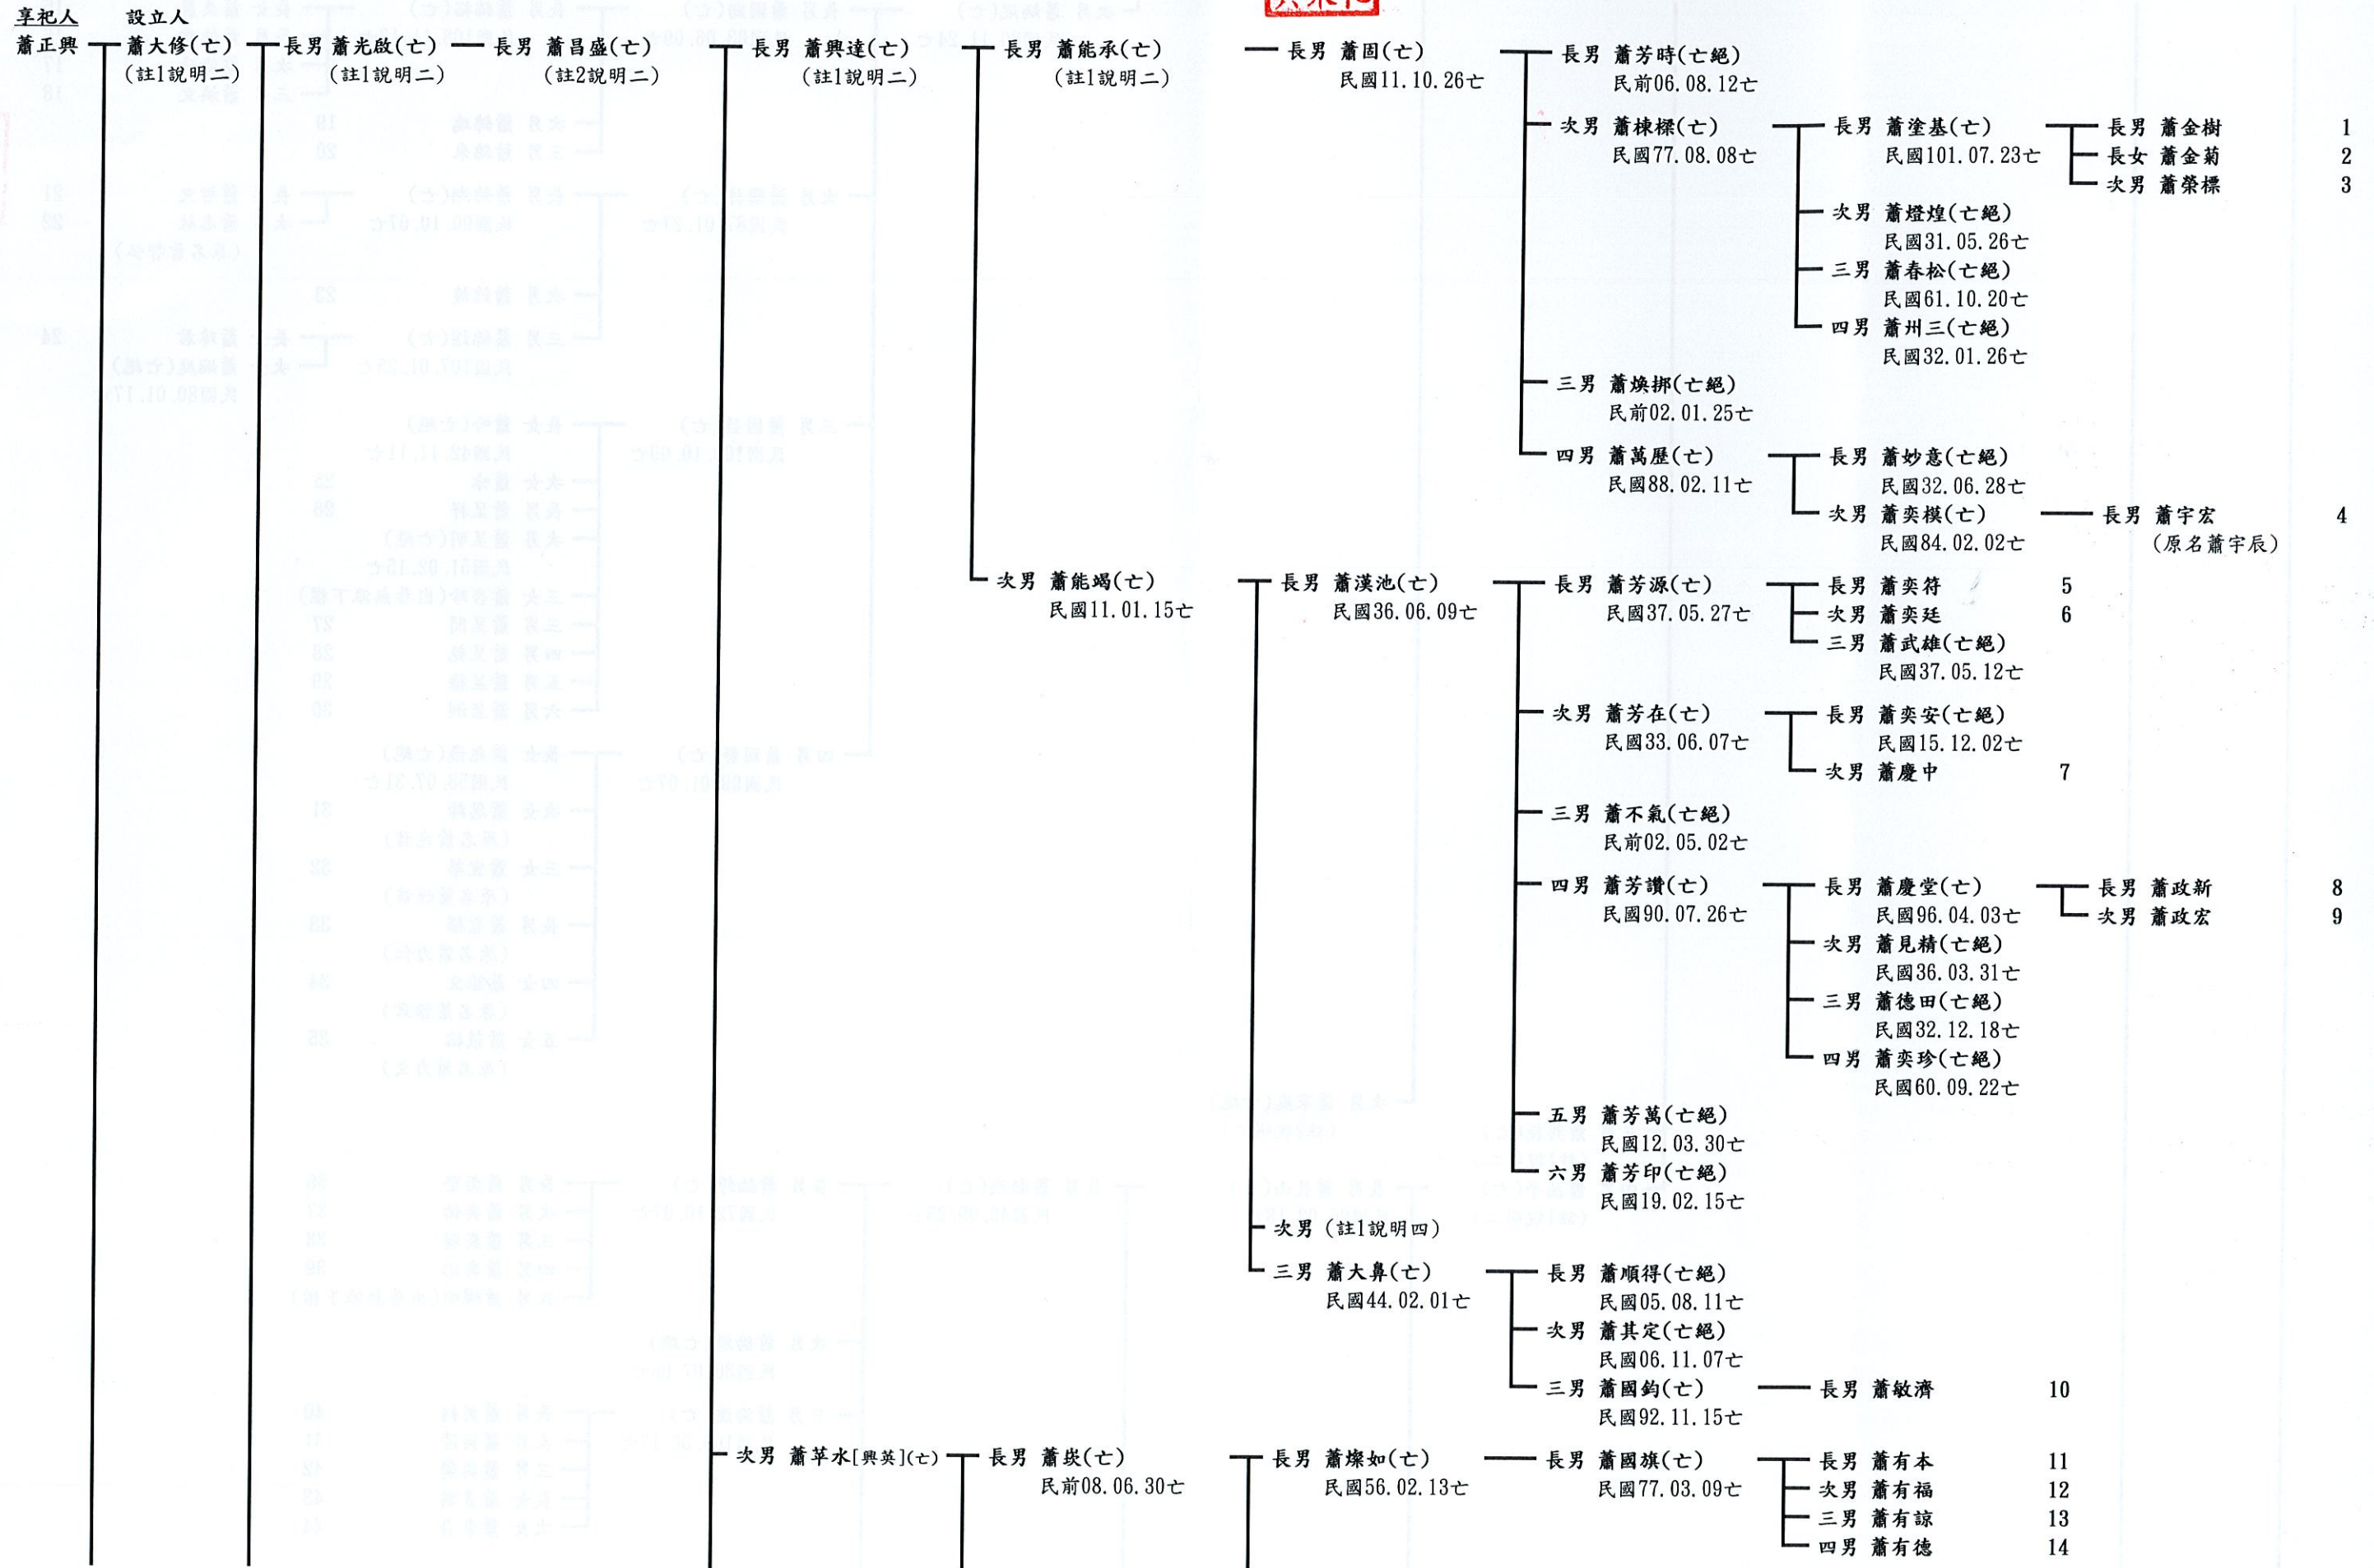 享祀人 設立人
蕭正興 蕭大修(亡) 長男 蕭光啟(亡) 長男 蕭昌盛(亡) 長男 蕭興達(亡) 長男 蕭能承(亡) 長男 蕭固(亡) 長男 蕭芳時(亡絕)
(註1說明二) (註1說明二) (註2說明二) (註1說明二) (註1說明二) 民國11.10.26亡 民前06.08.12亡
次男 蕭棟樑(亡) 長男 蕭塗基(亡) 長男 蕭金樹 1
民國77.08.08亡 民國101.07.23亡 長女 蕭金菊 2
次男 蕭榮標 3
次男 蕭燈煌(亡絕)
民國31.05.26亡
三男 蕭春松(亡絕)
民國61.10.20亡
四男 蕭州三(亡絕)
民國32.01.26亡
三男 蕭煥挷(亡絕)
民前02.01.25亡
四男 蕭萬歷(亡) 長男 蕭妙意(亡絕)
民國88.02.11亡 民國32.06.28亡
次男 蕭奕模(亡) 長男 蕭宇宏 4
民國84.02.02亡 (原名蕭宇辰)
次男 蕭能竭(亡) 長男 蕭漢池(亡) 長男 蕭芳源(亡) 長男 蕭奕符 5
民國11.01.15亡 民國36.06.09亡 民國37.05.27亡 次男 蕭奕廷 6
三男 蕭武雄(亡絕)
民國37.05.12亡
次男 蕭芳在(亡) 長男 蕭奕安(亡絕)
民國33.06.07亡 民國15.12.02亡
次男 蕭慶中 7
三男 蕭不氣(亡絕)
民前02.05.02亡
四男 蕭芳讚(亡) 長男 蕭慶堂(亡) 長男 蕭政新 8
民國90.07.26亡 民國96.04.03亡 次男 蕭政宏 9
次男 蕭見精(亡絕)
民國36.03.31亡
三男 蕭德田(亡絕)
民國32.12.18亡
四男 蕭奕珍(亡絕)
民國60.09.22亡
五男 蕭芳萬(亡絕)
民國12.03.30亡
六男 蕭芳印(亡絕)
民國19.02.15亡
次男 (註1說明四)
三男 蕭大鼻(亡) 長男 蕭順得(亡絕)
民國44.02.01亡 民國05.08.11亡
次男 蕭其定(亡絕)
民國06.11.07亡
三男 蕭國鈞(亡) 長男 蕭敏濟 10
民國92.11.15亡
次男 蕭苹水[興英](亡) 長男 蕭崁(亡) 長男 蕭燦如(亡) 長男 蕭國旗(亡) 長男 蕭有本 11
民前08.06.30亡 民國56.02.13亡 民國77.03.09亡 次男 蕭有福 12
三男 蕭有諒 13
四男 蕭有德 14